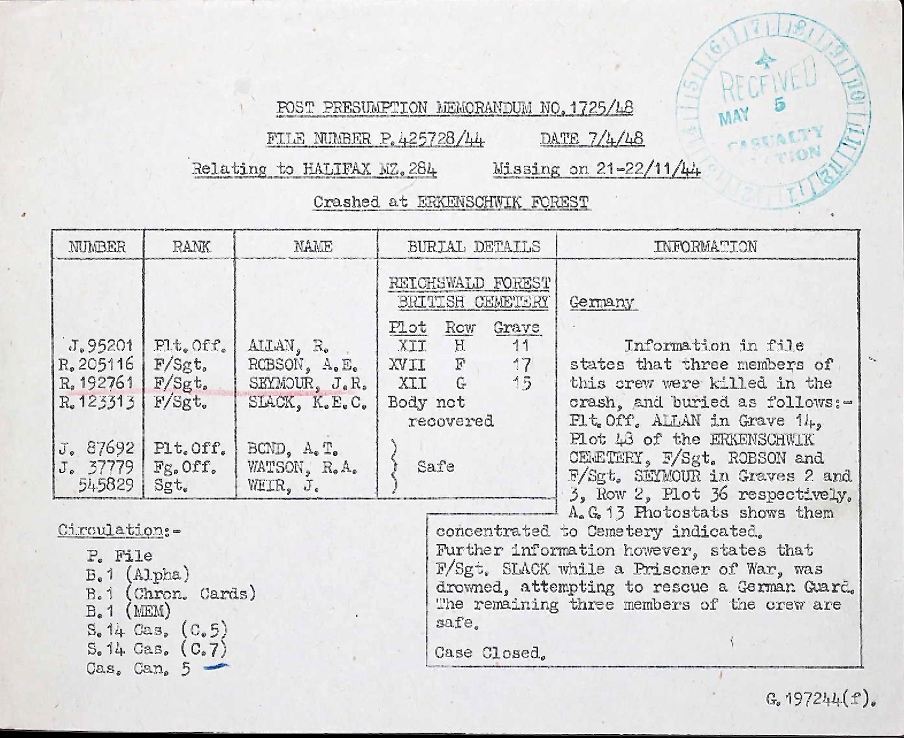 POST PRESUMPTION MEMORANDUM NO.1725/48
FILE NUMBER P.425728/44 DATE 7/4/48
Relating to HALIFAX MZ.284 Missing on 21-22/11/44
Crashed at ERKENSCHWIK FOREST
RECEIVED
MAY 5
CASUALTY
NUMBER RANK NAME BURIAL DETAILS INFORMATION
REICHSWALD FOREST
BRITISH CEMETERY
Plot Row Grave
J.95201 Plt.Off. ALLAN, R. XII H 11
R.205116 F/Sgt. ROBSON, A.E. XVII F 17
R.192761 F/Sgt. SEYMOUR, J.R. XII G 15
R.123313 F/Sgt. SLACK, K.E.C. Body not
recovered
J. 87692 Plt.Off. BOND, A.T.
J. 37779 Fg.Off. WATSON, R.A. Safe
545829 Sgt. WEIR, J.
Germany
Information in file
states that three members of
this crew were killed in the
crash, and buried as follows:-
Plt.Off. ALLAN in Grave 14,
Plot 43 of the ERKENSCHWIK
CEMETERY, F/Sgt. ROBSON and
F/Sgt. SEYMOUR in Graves 2 and
3, Row 2, Plot 36 respectively.
A.G.13 Photostats shows them
concentrated to Cemetery indicated.
Further information however, states that
F/Sgt. SLACK while a Prisoner of War, was
drowned, attempting to rescue a German Guard.
The remaining three members of the crew are
safe.
Case Closed.
Circulation:-
P. File
B.1 (Alpha)
B.1 (Chron. Cards)
B.1 (MEM)
S.14 Cas. (C.5)
S.14 Cas. (C.7)
Cas. Can. 5
G.197244(f).